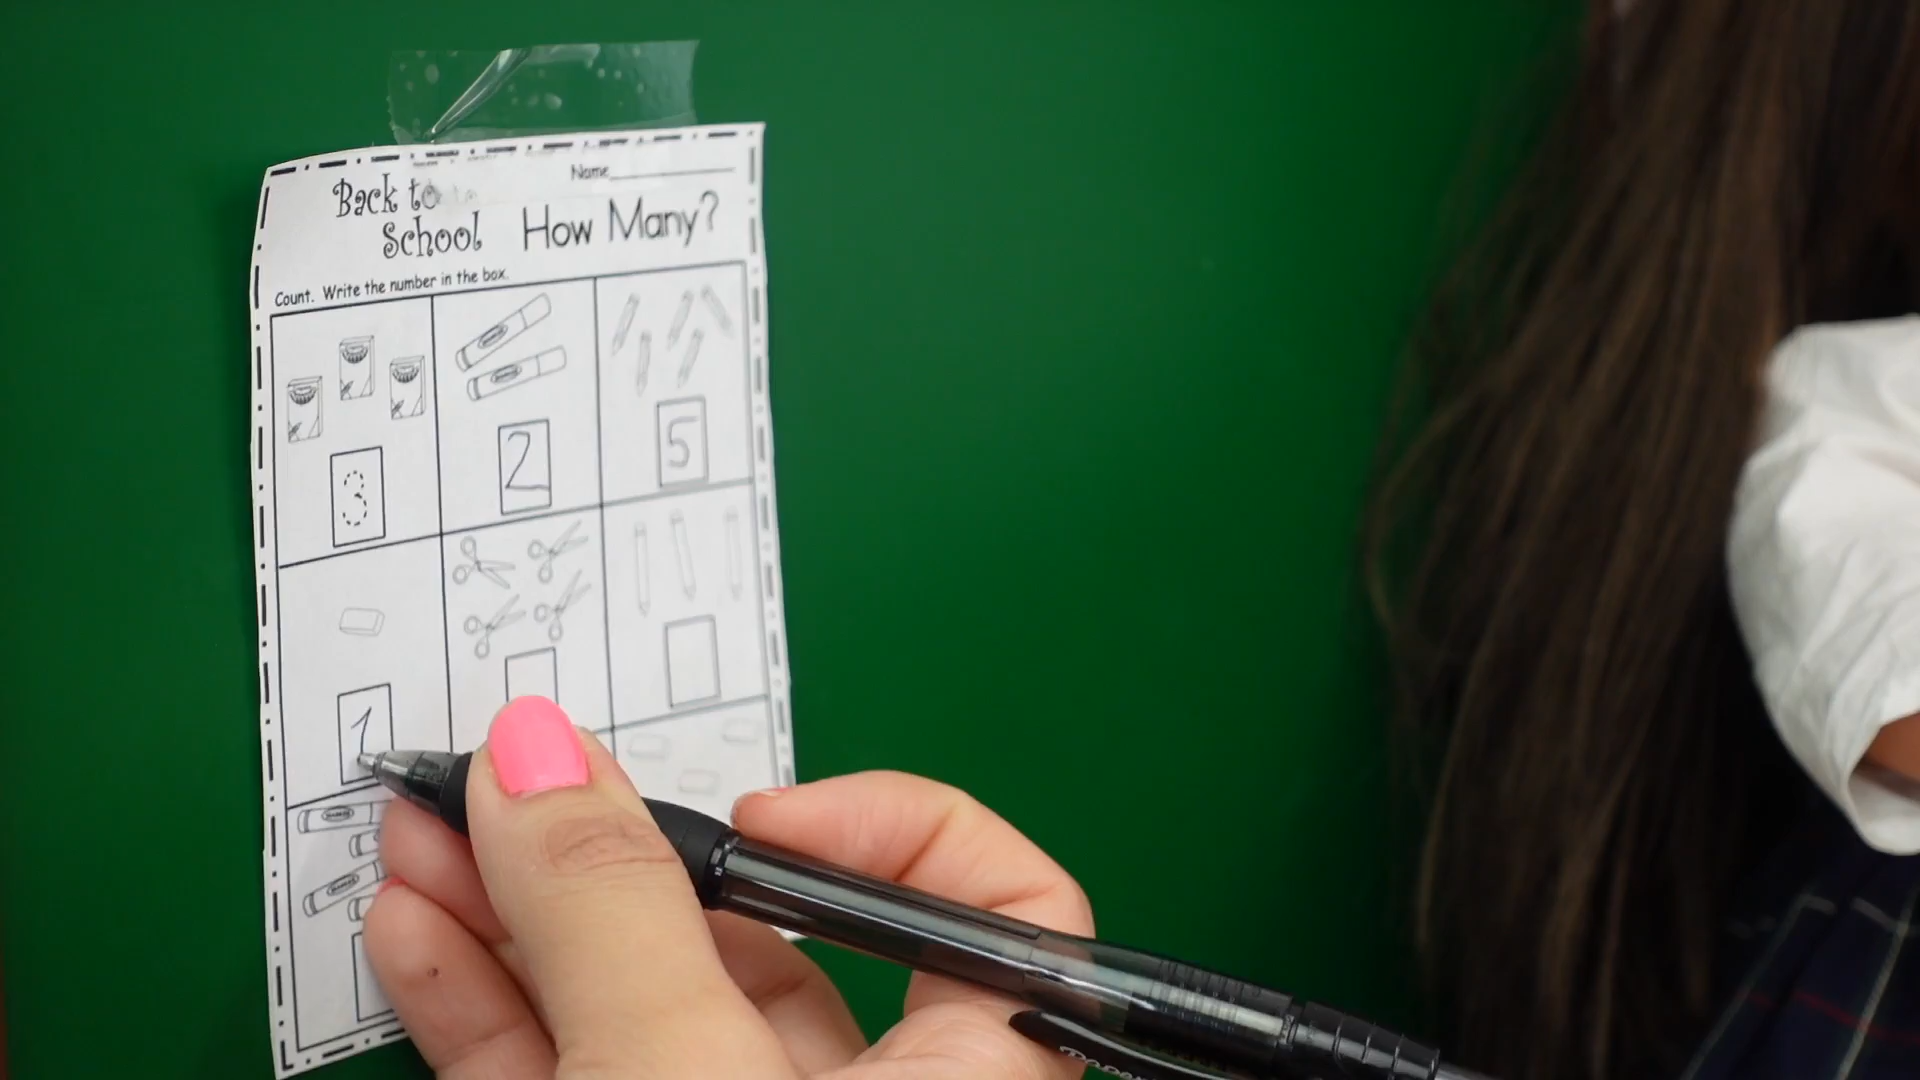 Name
Back to
School
How Many?
Count. Write the number in the box.
3
2
5
1